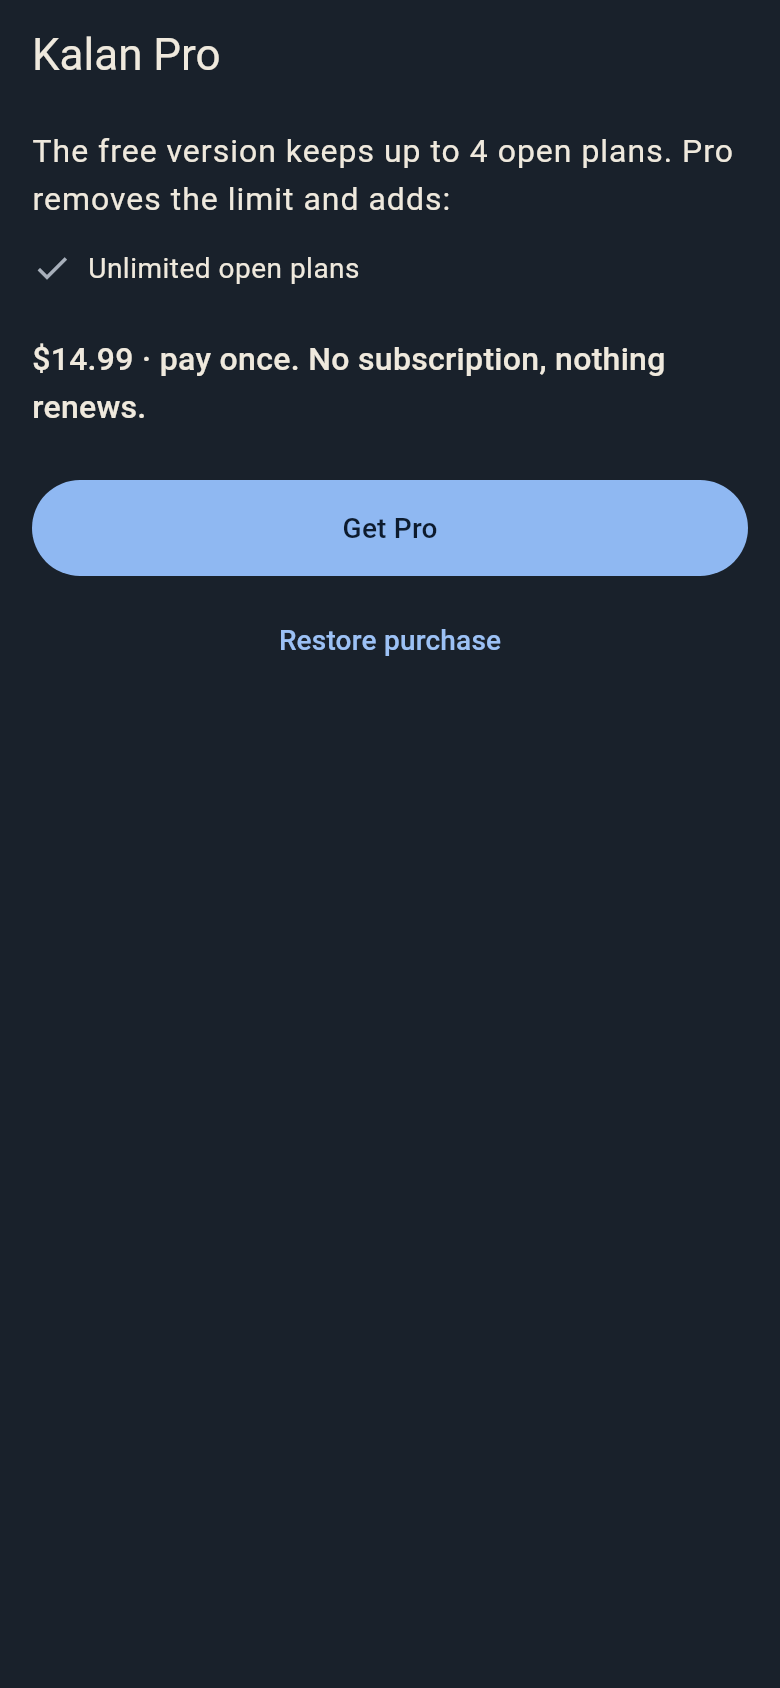 Kalan Pro
The free version keeps up to 4 open plans. Pro
removes the limit and adds:
Unlimited open plans
$14.99 · pay once. No subscription, nothing
renews.
Get Pro
Restore purchase